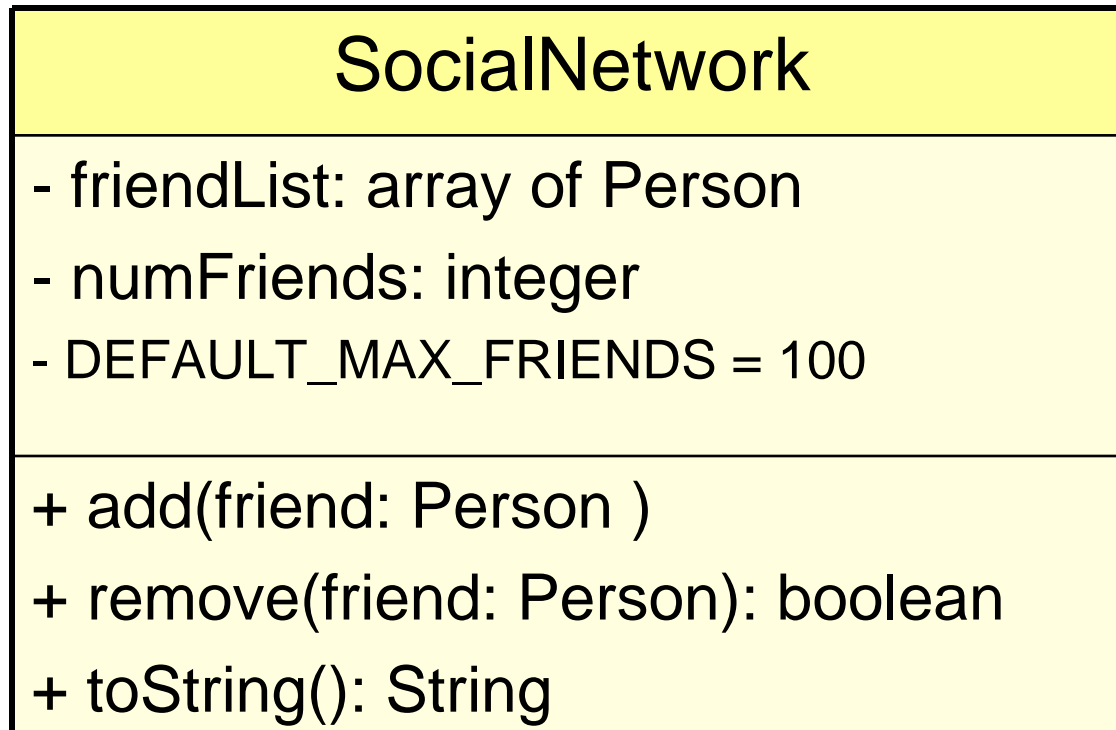 SocialNetwork
- friendList: array of Person
- numFriends: integer
- DEFAULT_MAX_FRIENDS = 100
+ add(friend: Person )
+ remove(friend: Person): boolean
+ toString(): String